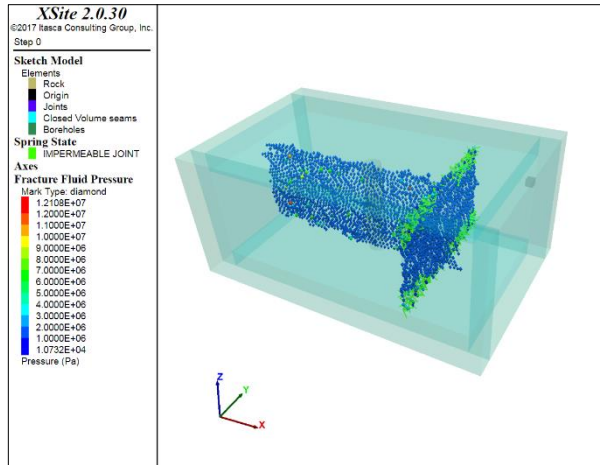 XSite 2.0.30
©2017 Itasca Consulting Group, Inc.
Step 0
Sketch Model
Elements
Rock
Origin
Joints
Closed Volume seams
Boreholes
Spring State
IMPERMEABLE JOINT
Axes
Fracture Fluid Pressure
Mark Type: diamond
1.2108E+07
1.2000E+07
1.1000E+07
1.0000E+07
9.0000E+06
8.0000E+06
7.0000E+06
6.0000E+06
5.0000E+06
4.0000E+06
3.0000E+06
2.0000E+06
1.0000E+06
1.0732E+04
Pressure (Pa)
Z
Y
X